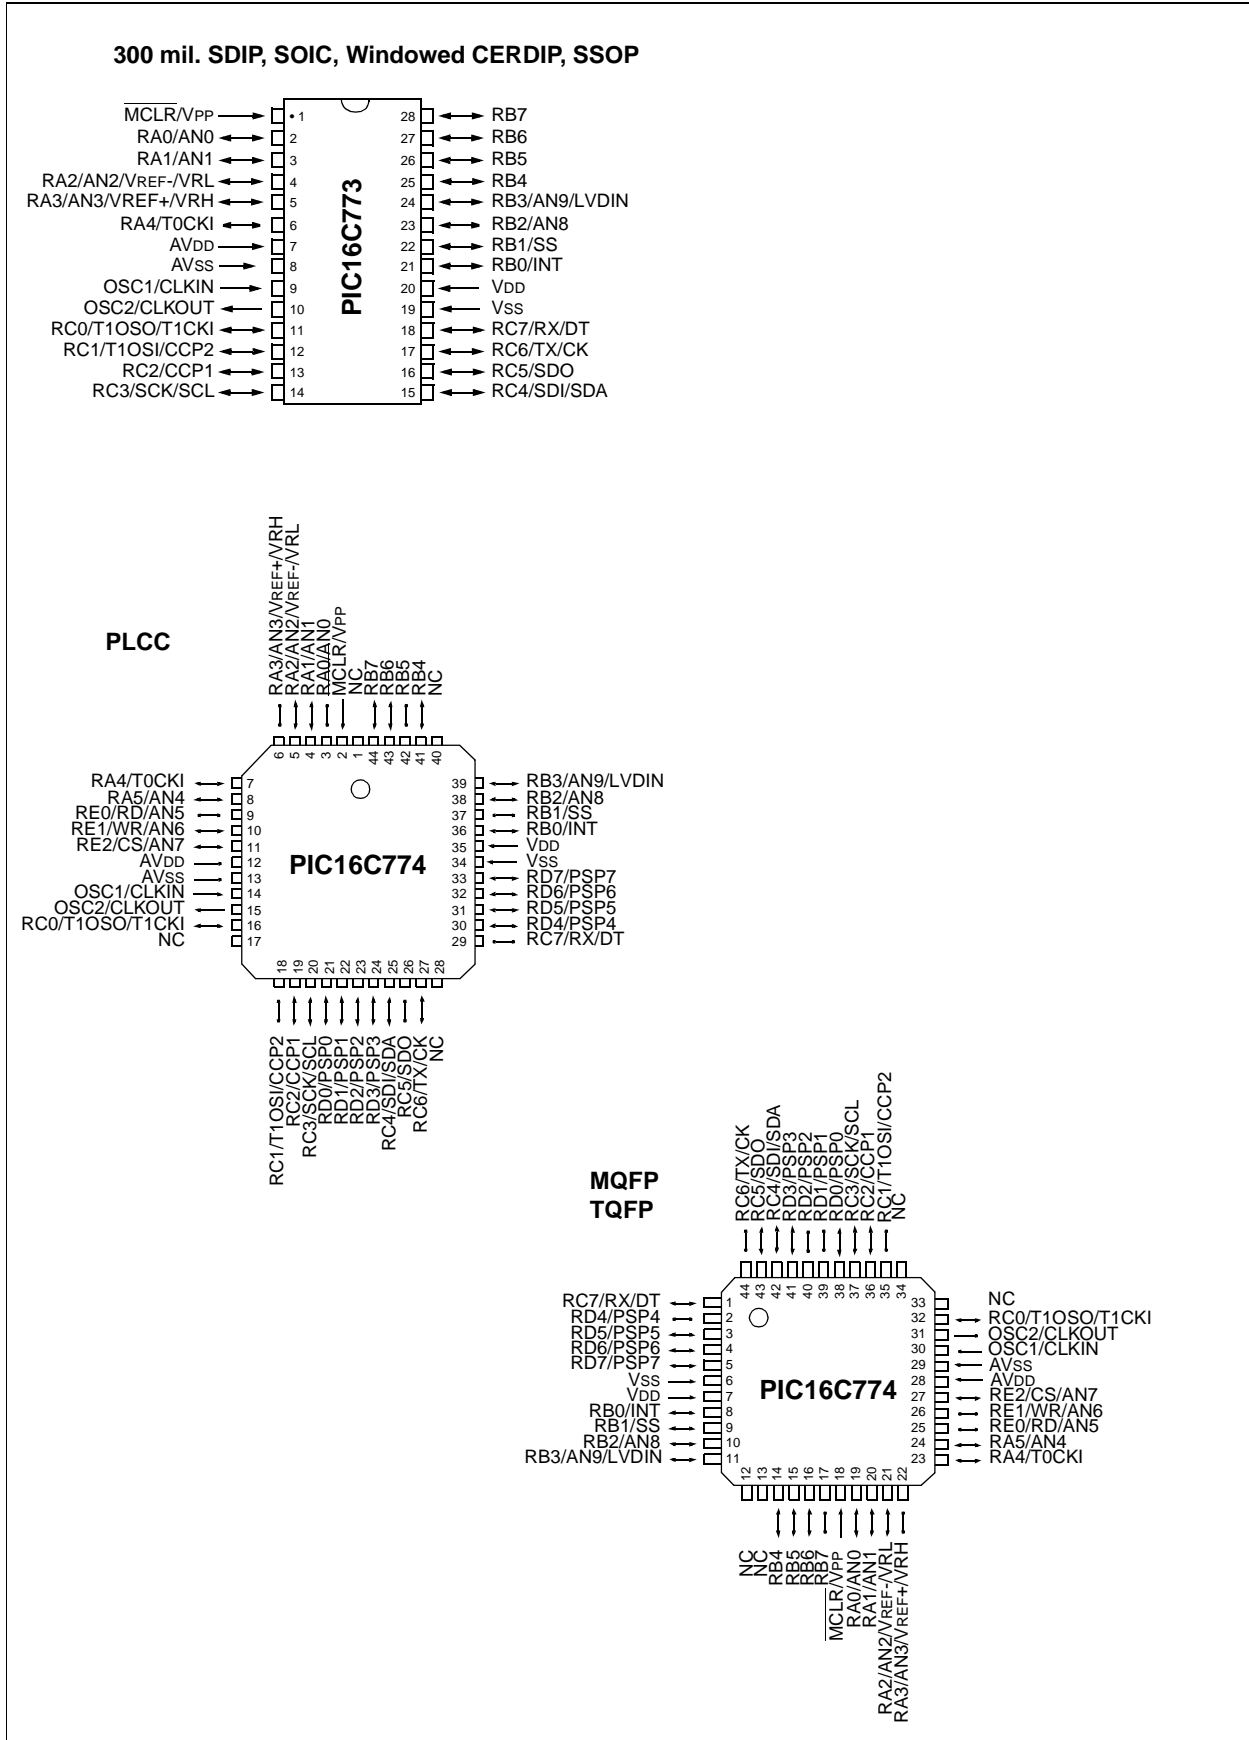 300 mil. SDIP, SOIC, Windowed CERDIP, SSOP
MCLR/VPP • 1 28 RB7
RA0/AN0 2 27 RB6
RA1/AN1 3 26 RB5
RA2/AN2/VREF-/VRL 4 25 RB4
RA3/AN3/VREF+/VRH 5 24 RB3/AN9/LVDIN
RA4/T0CKI 6 23 RB2/AN8
AVDD 7 22 RB1/SS
AVSS 8 21 RB0/INT
OSC1/CLKIN 9 20 VDD
OSC2/CLKOUT 10 19 VSS
RC0/T1OSO/T1CKI 11 18 RC7/RX/DT
RC1/T1OSI/CCP2 12 17 RC6/TX/CK
RC2/CCP1 13 16 RC5/SDO
RC3/SCK/SCL 14 15 RC4/SDI/SDA
PIC16C773
PLCC
RA3/AN3/VREF+/VRH
RA2/AN2/VREF-/VRL
RA1/AN1
RA0/AN0
MCLR/VPP
NC
RB7
RB6
RB5
RB4
NC
6 5 4 3 2 1 44 43 42 41 40
RA4/T0CKI 7 39 RB3/AN9/LVDIN
RA5/AN4 8 38 RB2/AN8
RE0/RD/AN5 9 37 RB1/SS
RE1/WR/AN6 10 36 RB0/INT
RE2/CS/AN7 11 35 VDD
AVDD 12 34 VSS
AVSS 13 33 RD7/PSP7
OSC1/CLKIN 14 32 RD6/PSP6
OSC2/CLKOUT 15 31 RD5/PSP5
RC0/T1OSO/T1CKI 16 30 RD4/PSP4
NC 17 29 RC7/RX/DT
PIC16C774
18 19 20 21 22 23 24 25 26 27 28
RC1/T1OSI/CCP2
RC2/CCP1
RC3/SCK/SCL
RD0/PSP0
RD1/PSP1
RD2/PSP2
RD3/PSP3
RC4/SDI/SDA
RC5/SDO
RC6/TX/CK
NC
MQFP
TQFP
RC6/TX/CK
RC5/SDO
RC4/SDI/SDA
RD3/PSP3
RD2/PSP2
RD1/PSP1
RD0/PSP0
RC3/SCK/SCL
RC2/CCP1
RC1/T1OSI/CCP2
NC
44 43 42 41 40 39 38 37 36 35 34
RC7/RX/DT 1 33 NC
RD4/PSP4 2 32 RC0/T1OSO/T1CKI
RD5/PSP5 3 31 OSC2/CLKOUT
RD6/PSP6 4 30 OSC1/CLKIN
RD7/PSP7 5 29 AVSS
VSS 6 28 AVDD
VDD 7 27 RE2/CS/AN7
RB0/INT 8 26 RE1/WR/AN6
RB1/SS 9 25 RE0/RD/AN5
RB2/AN8 10 24 RA5/AN4
RB3/AN9/LVDIN 11 23 RA4/T0CKI
PIC16C774
12 13 14 15 16 17 18 19 20 21 22
NC
NC
RB4
RB5
RB6
RB7
MCLR/VPP
RA0/AN0
RA1/AN1
RA2/AN2/VREF-/VRL
RA3/AN3/VREF+/VRH